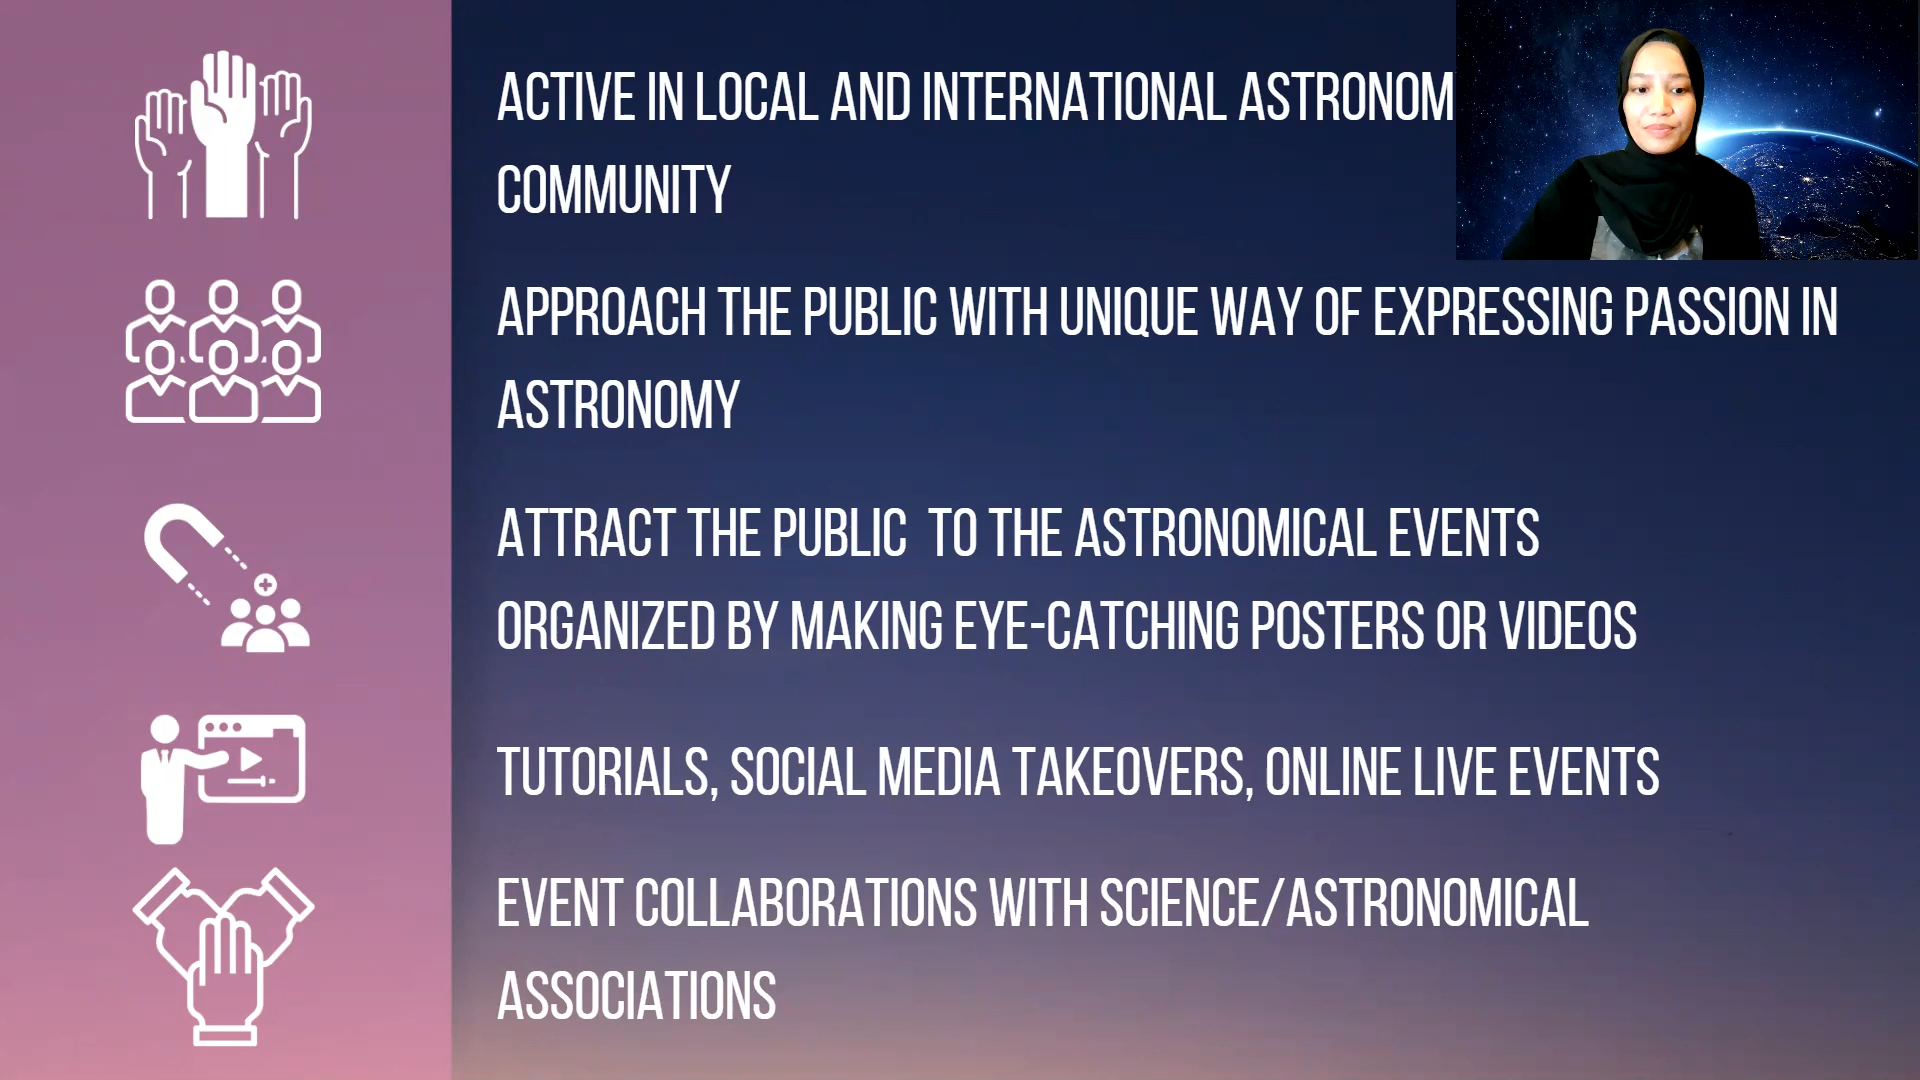 ACTIVE IN LOCAL AND INTERNATIONAL ASTRONOM
COMMUNITY
APPROACH THE PUBLIC WITH UNIQUE WAY OF EXPRESSING PASSION IN
ASTRONOMY
ATTRACT THE PUBLIC TO THE ASTRONOMICAL EVENTS
ORGANIZED BY MAKING EYE-CATCHING POSTERS OR VIDEOS
TUTORIALS, SOCIAL MEDIA TAKEOVERS, ONLINE LIVE EVENTS
EVENT COLLABORATIONS WITH SCIENCE/ASTRONOMICAL
ASSOCIATIONS